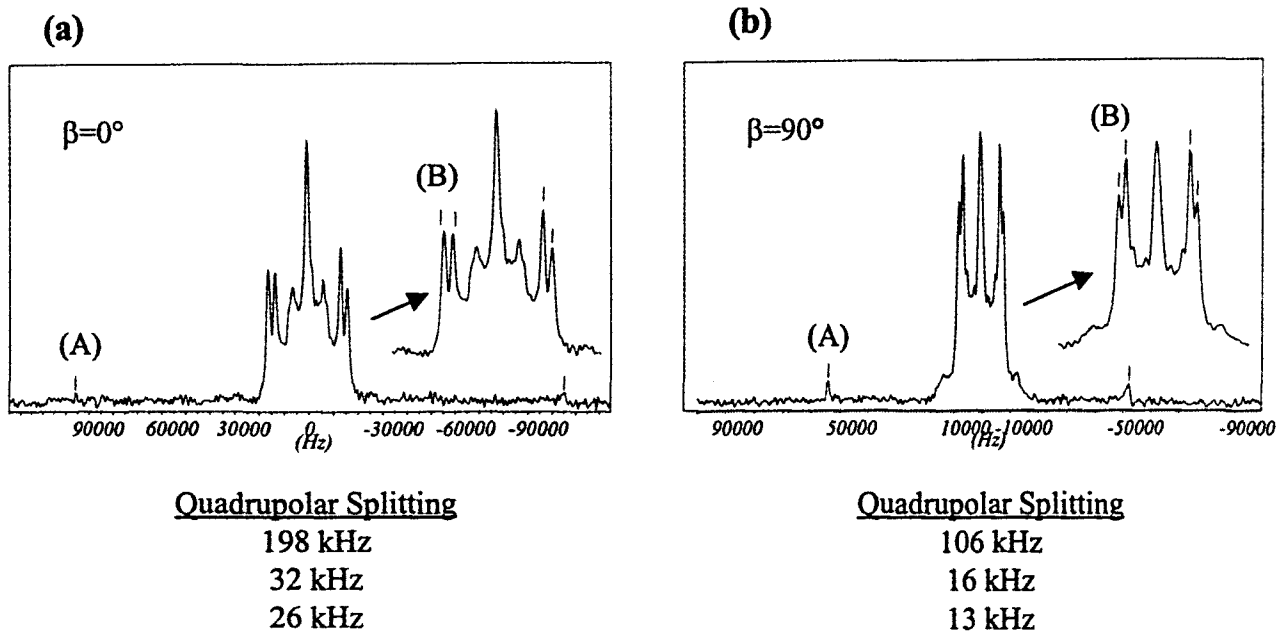 (a)
β=0°
(B)
(A)
90000 60000 30000 0 -30000 -60000 -90000
(Hz)
Quadrupolar Splitting
198 kHz
32 kHz
26 kHz
(b)
β=90°
(B)
(A)
90000 50000 10000 -10000 -50000 -90000
(Hz)
Quadrupolar Splitting
106 kHz
16 kHz
13 kHz